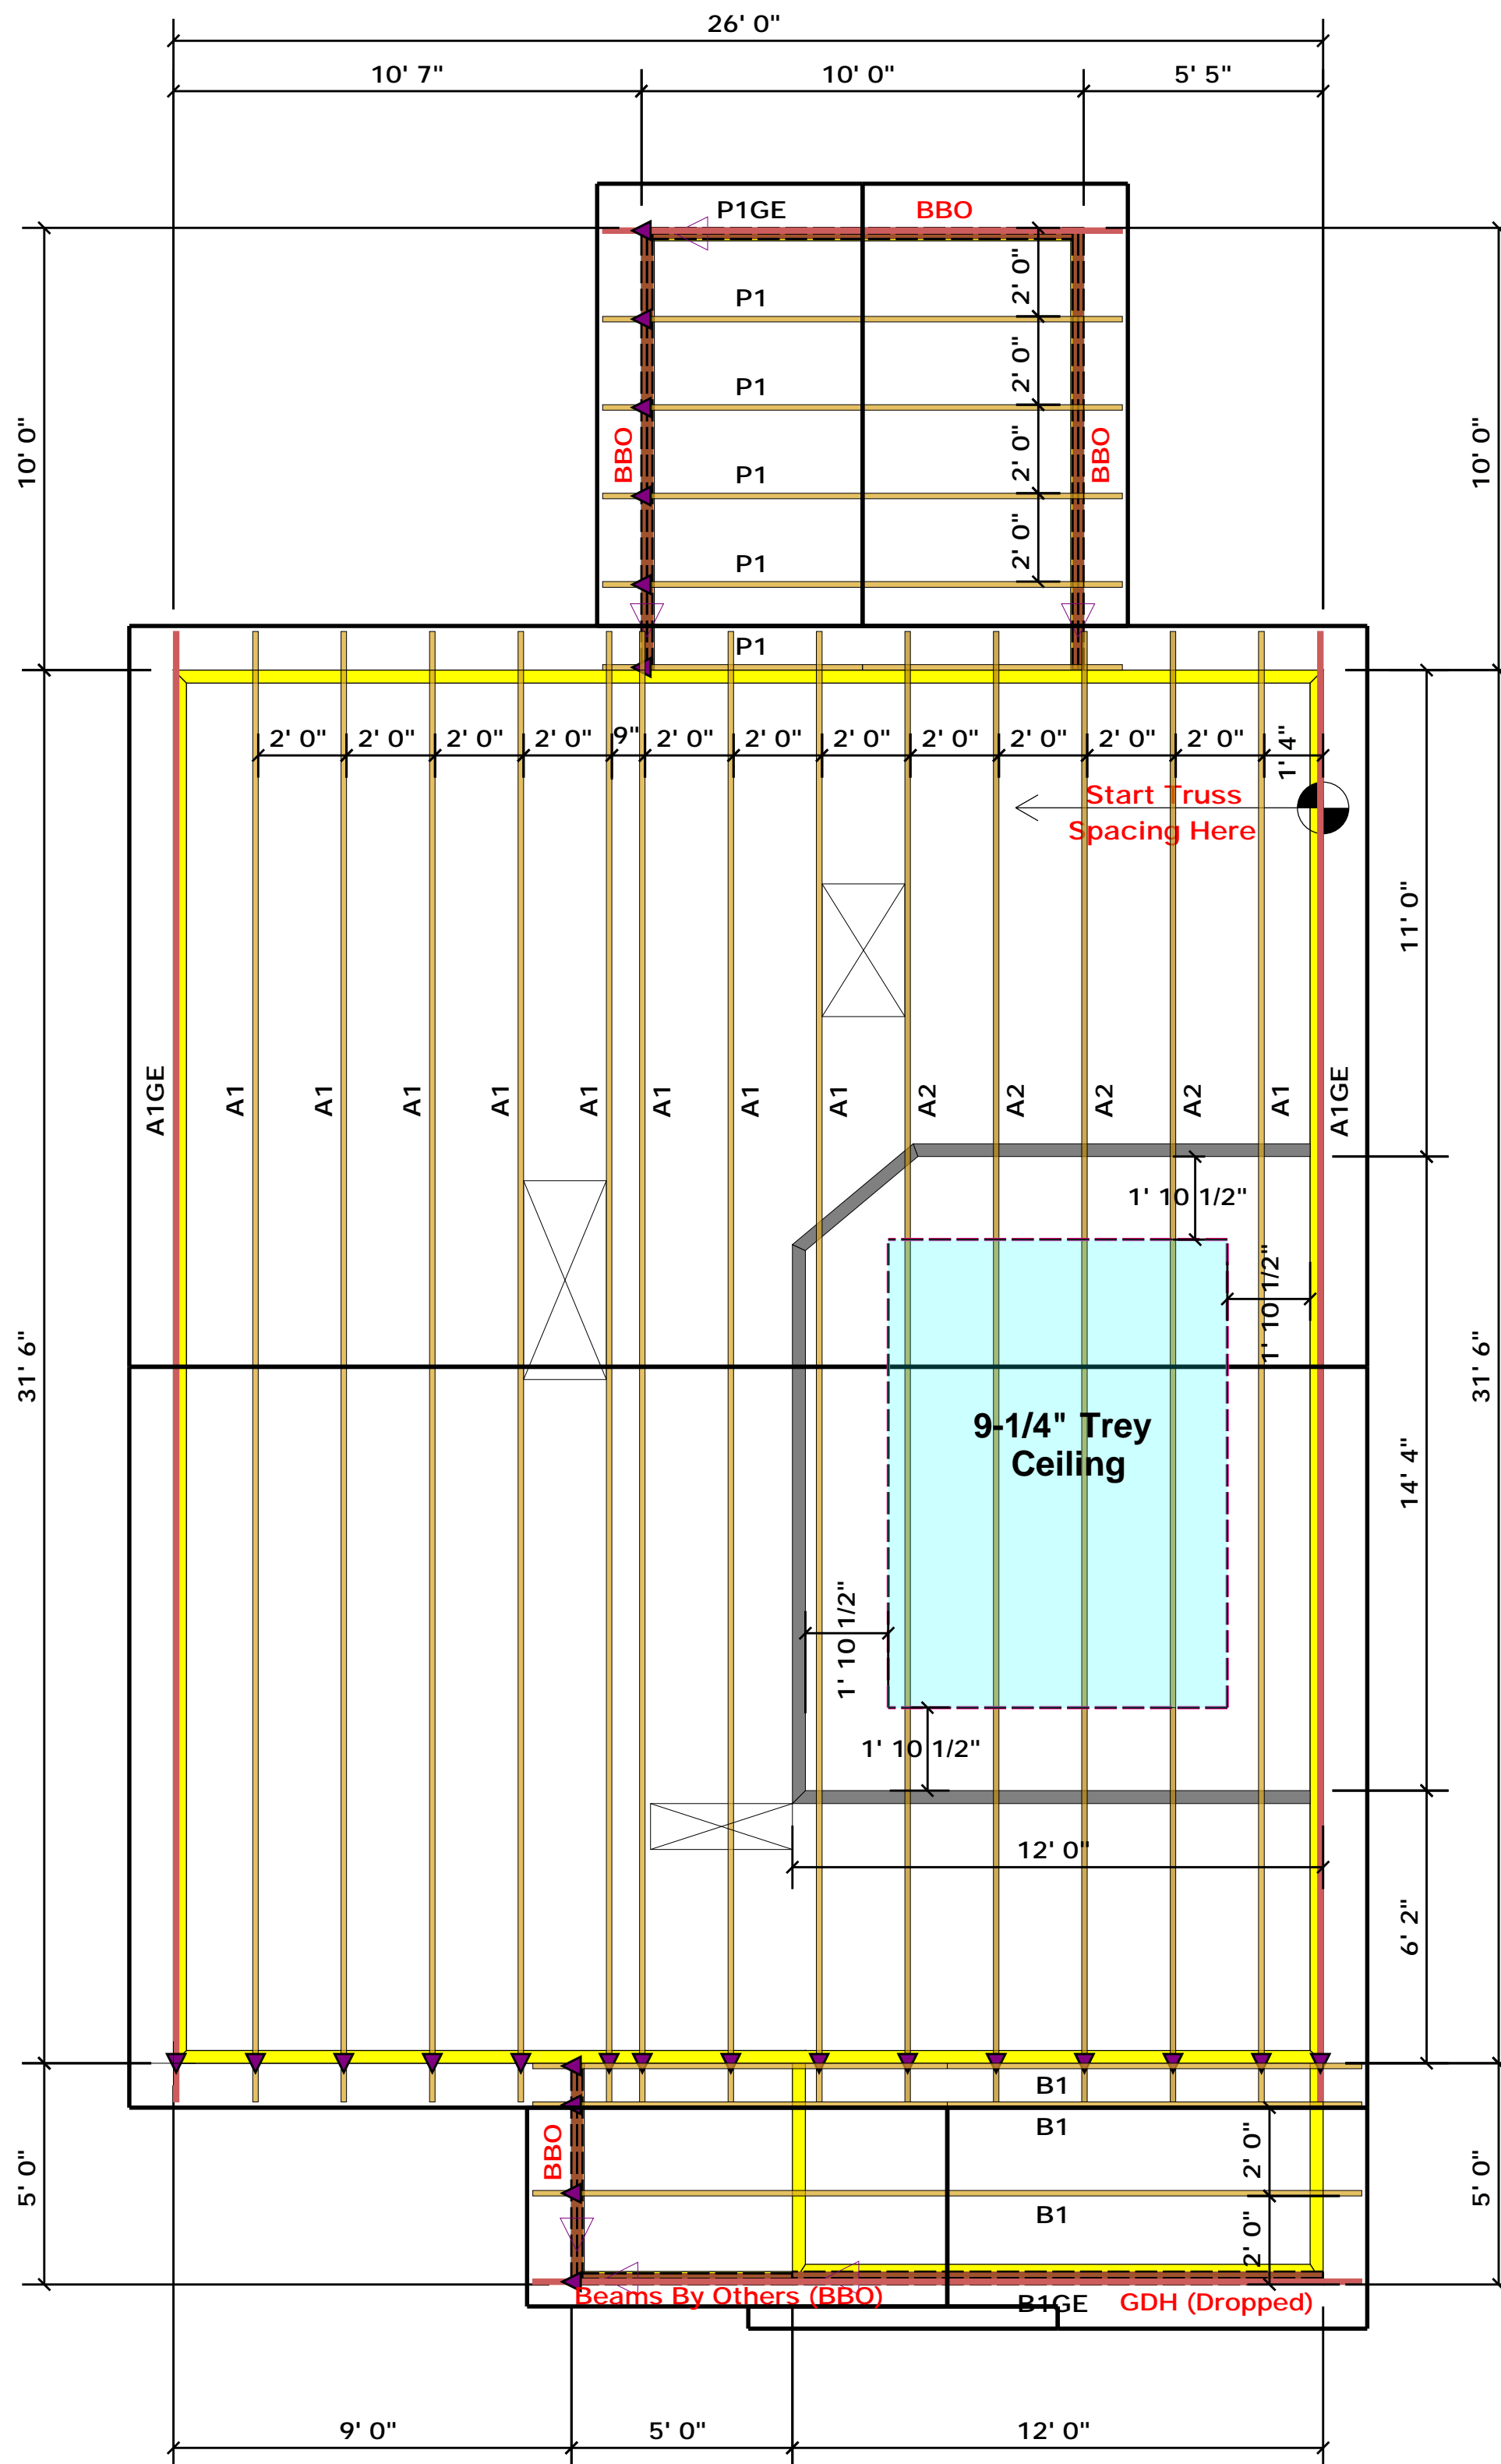 26' 0"
10' 7"
10' 0"
5' 5"
P1GE
BBO
2' 0"
P1
2' 0"
P1
10' 0"
BBO
2' 0"
BBO
10' 0"
P1
2' 0"
P1
P1
2' 0"
2' 0"
2' 0"
2' 0"
9"
2' 0"
2' 0"
2' 0"
2' 0"
2' 0"
2' 0"
2' 0"
1' 4"
Start Truss
Spacing Here
11' 0"
A1GE
A1
A1
A1
A1
A1
A1
A1
A1
A2
A2
A2
A2
A1
A1GE
1' 10 1/2"
1' 10 1/2"
31' 6"
31' 6"
9-1/4" Trey
Ceiling
14' 4"
1' 10 1/2"
1' 10 1/2"
12' 0"
6' 2"
B1
B1
BBO
2' 0"
5' 0"
5' 0"
B1
2' 0"
Beams By Others (BBO)
B1GE
GDH (Dropped)
9' 0"
5' 0"
12' 0"